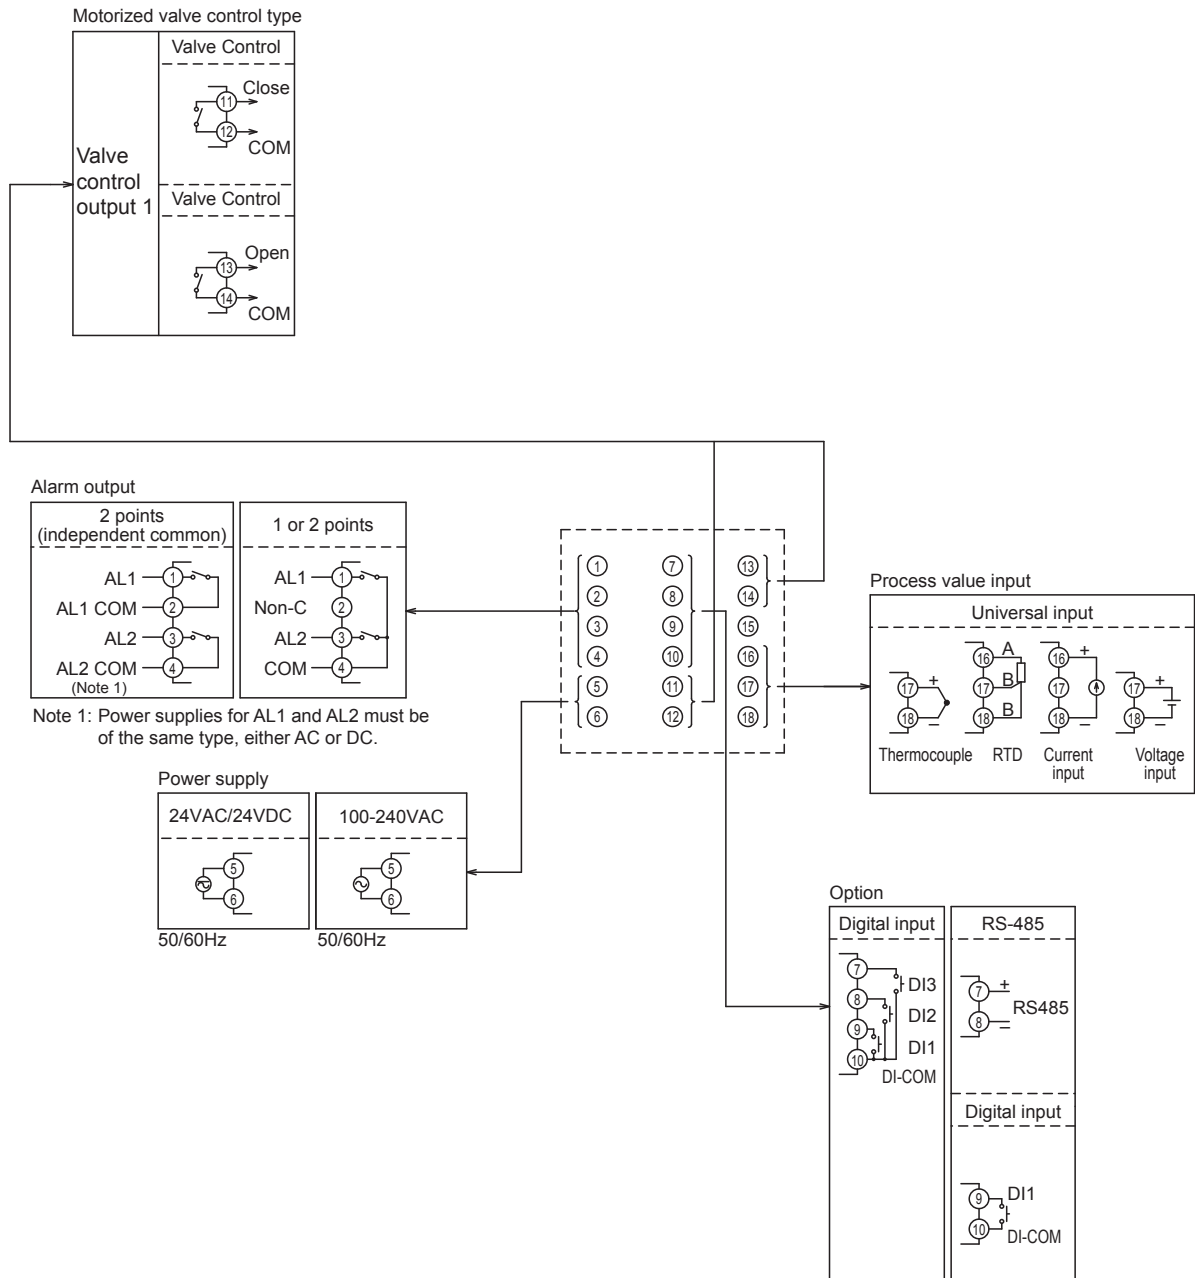 Motorized valve control type
Valve Control
11
Close
12
COM
Valve
control
output 1
Valve Control
13
Open
14
COM
Alarm output
2 points
(independent common)
AL1
1
AL1 COM
2
AL2
3
AL2 COM
4
(Note 1)
1 or 2 points
AL1
1
Non-C
2
AL2
3
COM
4
Note 1: Power supplies for AL1 and AL2 must be
of the same type, either AC or DC.
1 7 13
2 8 14
3 9 15
4 10 16
5 11 17
6 12 18
Process value input
Universal input
17 +
18 –
Thermocouple
16 A
17 B
18 B
RTD
16 +
17
18 –
Current
input
17 +
18 –
Voltage
input
Power supply
24VAC/24VDC
5
6
50/60Hz
100-240VAC
5
6
50/60Hz
Option
Digital input
7
DI3
8
DI2
9
DI1
10
DI-COM
RS-485
7 +
RS485
8 –
Digital input
9 DI1
10 DI-COM